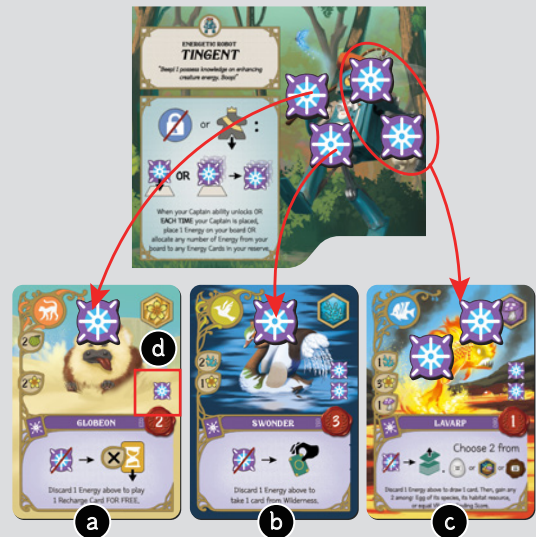 ENERGETIC ROBOT
TINGENT
"Beep! I possess knowledge on enhancing
creature energy. Boop!"
or :
OR
When your Captain ability unlocks OR
EACH TIME your Captain is placed,
place 1 Energy on your board OR
allocate any number of Energy from your
board to any Energy Cards in your reserve.
d
2
2
GLOBEON
2
Discard 1 Energy above to play
1 Recharge Card FOR FREE.
a
2
1
SWONDER
3
Discard 1 Energy above to
take 1 card from Wilderness.
b
1
3
1
LAVARP
1
Choose 2 from
or or
Discard 1 Energy above to draw 1 card. Then, gain
any 2 among: Egg of its species, its habitat resource,
c